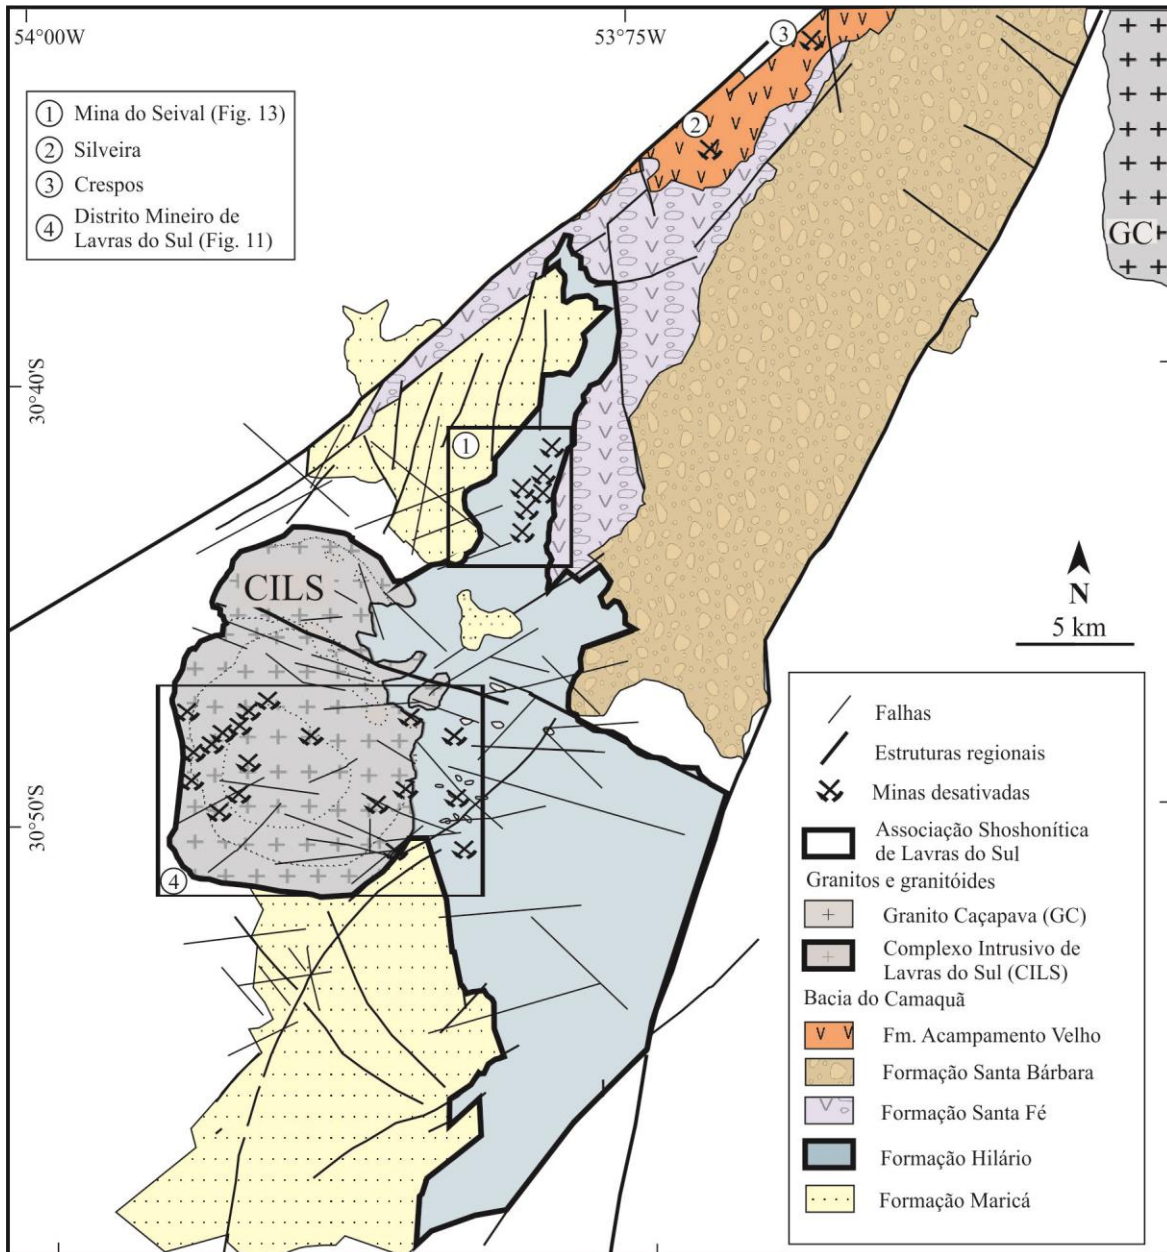 54°00W
53°75W
① Mina do Seival (Fig. 13)
② Silveira
③ Crespos
④ Distrito Mineiro de
Lavras do Sul (Fig. 11)
3
2
GC
30°40'S
1
CILS
N
5 km
30°50'S
4
Falhas
Estruturas regionais
Minas desativadas
Associação Shoshonítica
de Lavras do Sul
Granitos e granitóides
Granito Caçapava (GC)
Complexo Intrusivo de
Lavras do Sul (CILS)
Bacia do Camaquã
Fm. Acampamento Velho
Formação Santa Bárbara
Formação Santa Fé
Formação Hilário
Formação Maricá